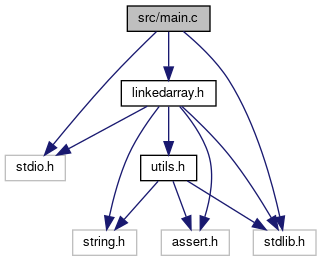 src/main.c
linkedarray.h
stdio.h
utils.h
string.h
assert.h
stdlib.h